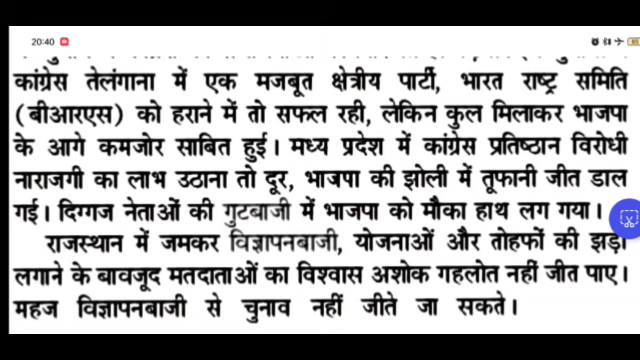 20:40
कांग्रेस तेलंगाना में एक मजबूत क्षेत्रीय पार्टी, भारत राष्ट्र समिति
(बीआरएस) को हराने में तो सफल रही, लेकिन कुल मिलाकर भाजपा
के आगे कमजोर साबित हुई। मध्य प्रदेश में कांग्रेस प्रतिष्ठान विरोधी
नाराजगी का लाभ उठाना तो दूर, भाजपा की झोली में तूफानी जीत डाल
गई। दिग्गज नेताओं की गुटबाजी में भाजपा को मौका हाथ लग गया।
राजस्थान में जमकर विज्ञापनबाजी, योजनाओं और तोहफों की झड़ी
लगाने के बावजूद मतदाताओं का विश्वास अशोक गहलोत नहीं जीत पाए।
महज विज्ञापनबाजी से चुनाव नहीं जीते जा सकते।